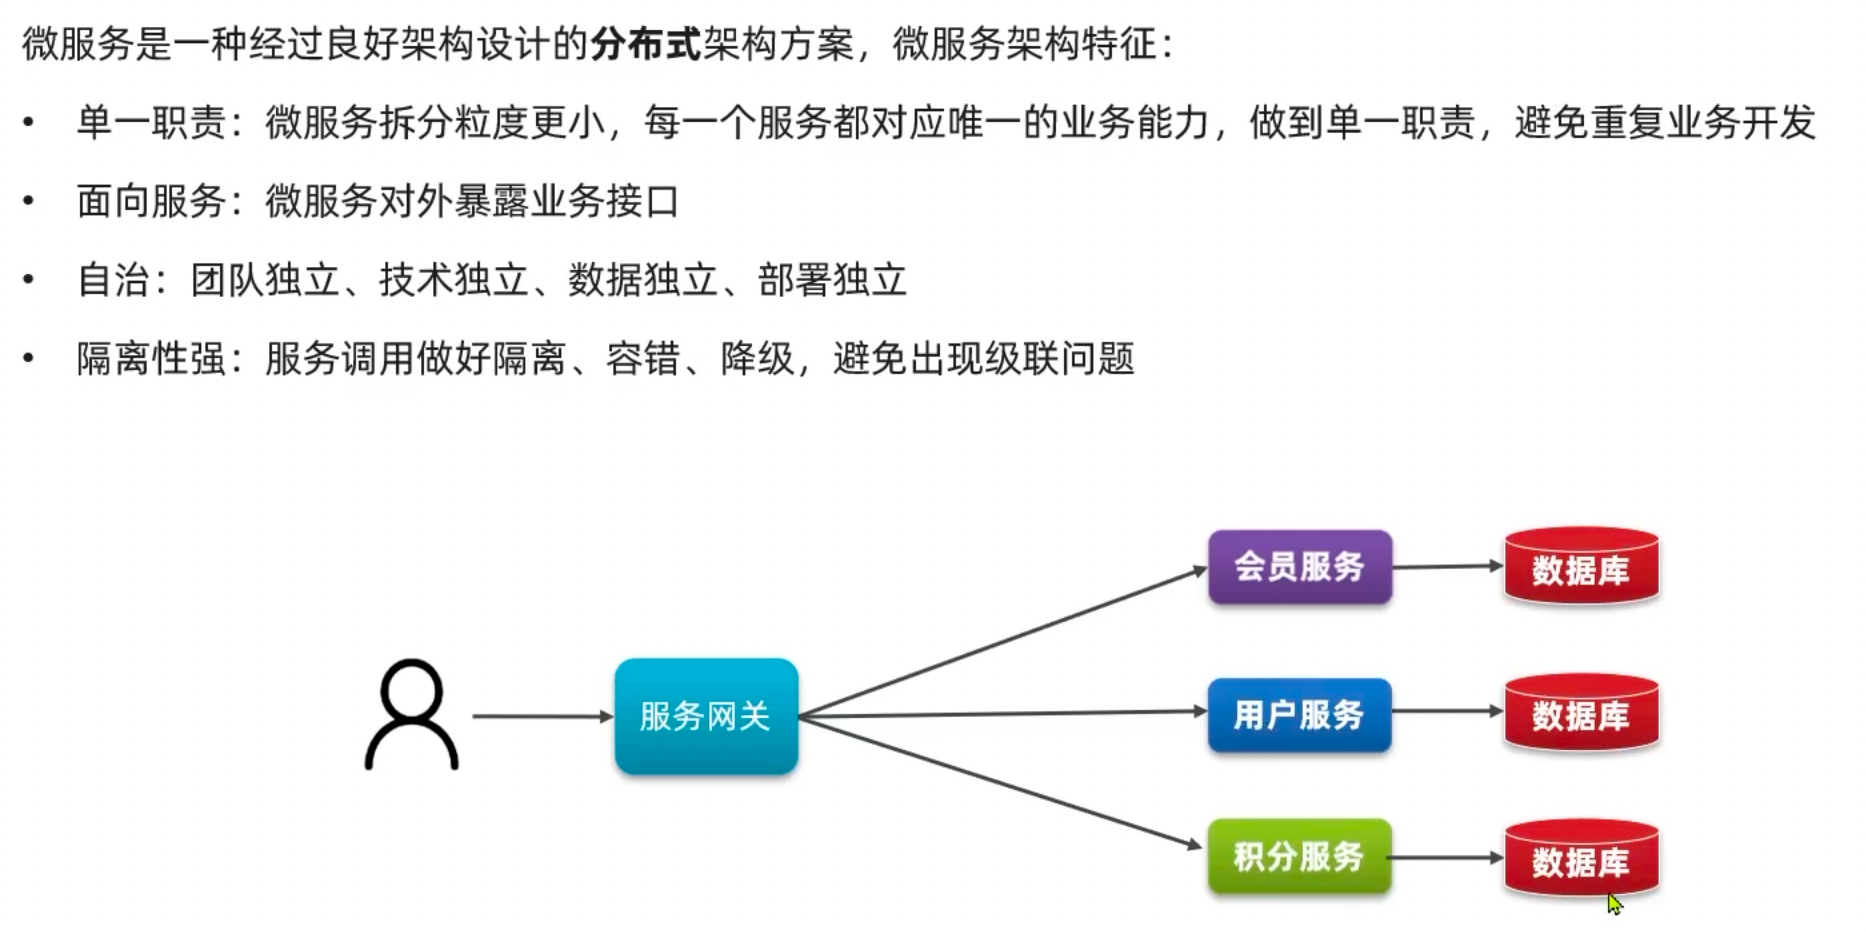 微服务是一种经过良好架构设计的分布式架构方案，微服务架构特征：
• 单一职责：微服务拆分粒度更小，每一个服务都对应唯一的业务能力，做到单一职责，避免重复业务开发
• 面向服务：微服务对外暴露业务接口
• 自治：团队独立、技术独立、数据独立、部署独立
• 隔离性强：服务调用做好隔离、容错、降级，避免出现级联问题
会员服务
数据库
服务网关
用户服务
数据库
积分服务
数据库